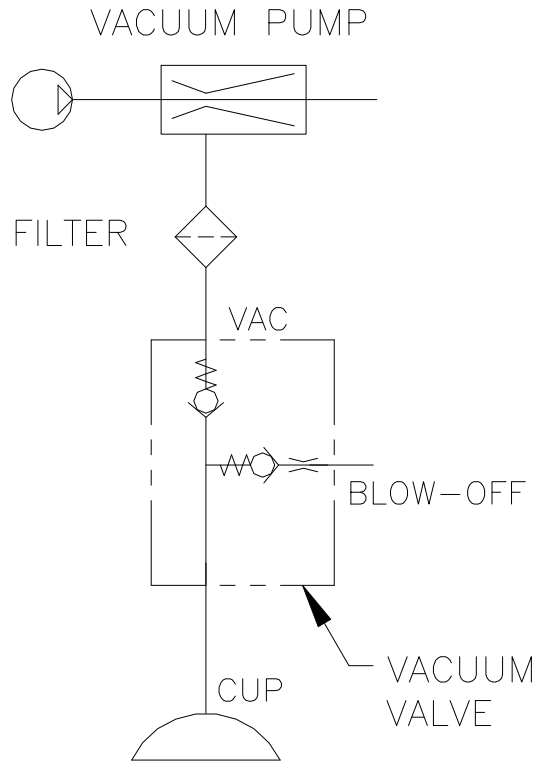 VACUUM PUMP
FILTER
VAC
BLOW-OFF
VACUUM
VALVE
CUP